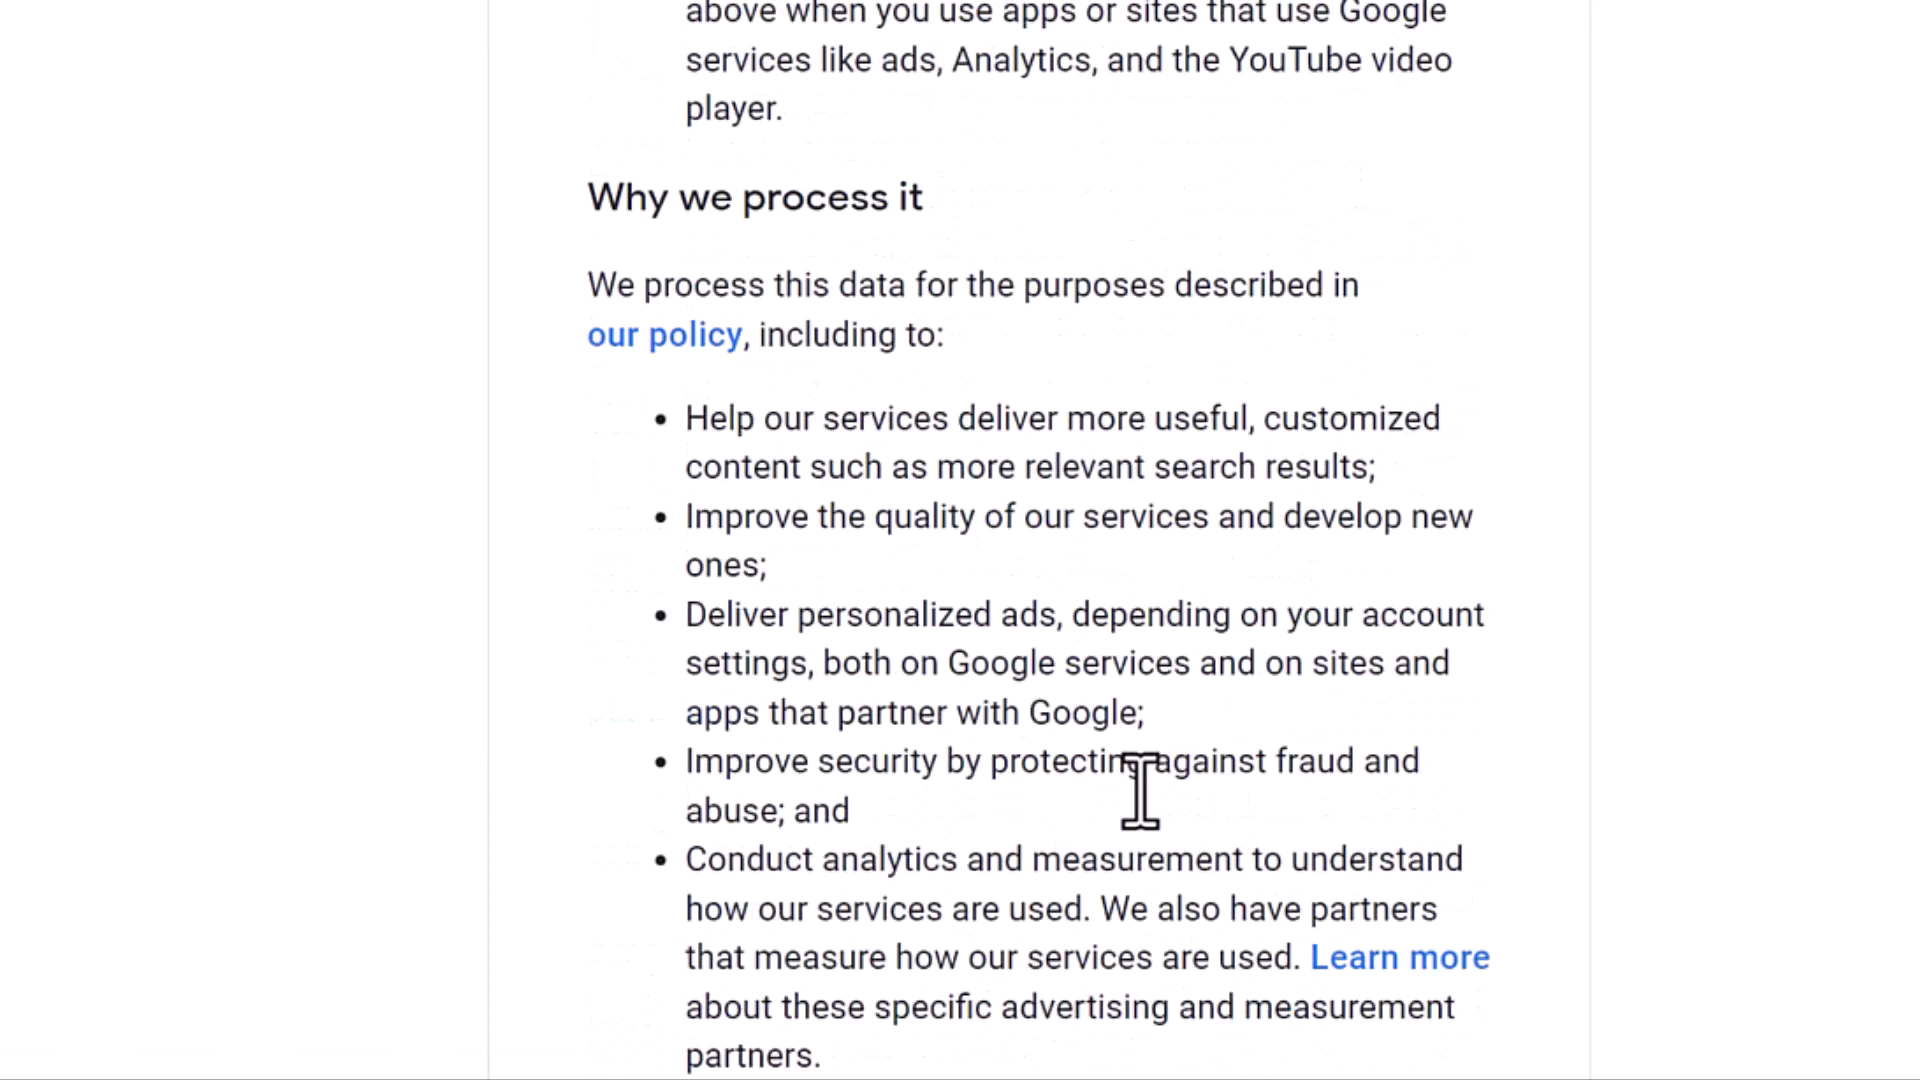 above when you use apps or sites that use Google
services like ads, Analytics, and the YouTube video
player.
Why we process it
We process this data for the purposes described in
our policy, including to:
• Help our services deliver more useful, customized
content such as more relevant search results;
• Improve the quality of our services and develop new
ones;
• Deliver personalized ads, depending on your account
settings, both on Google services and on sites and
apps that partner with Google;
• Improve security by protecting against fraud and
abuse; and
• Conduct analytics and measurement to understand
how our services are used. We also have partners
that measure how our services are used. Learn more
about these specific advertising and measurement
partners.